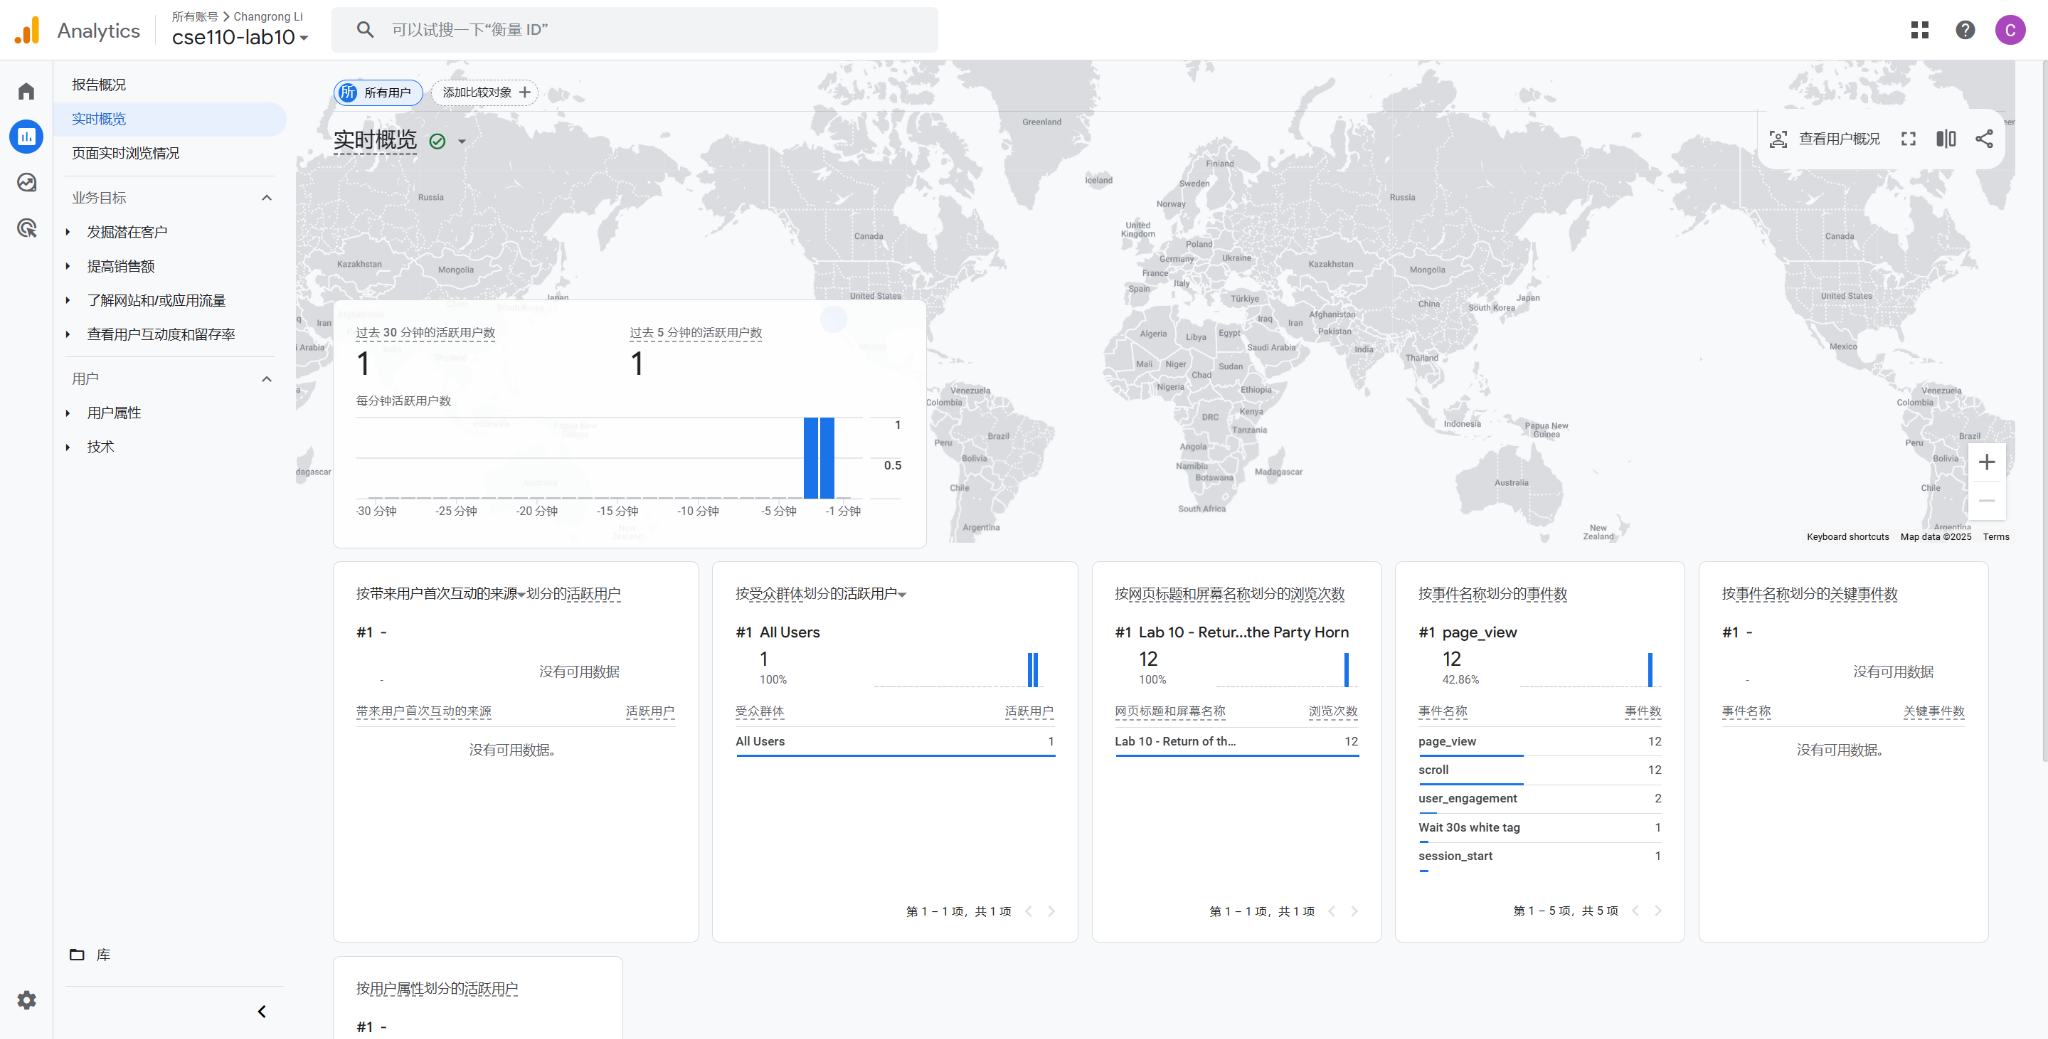 Analytics
所有账号 > Changrong Li
cse110-lab10
可以试搜一下“衡量 ID”
C
报告概况
实时概览
页面实时浏览情况
业务目标
发掘潜在客户
提高销售额
了解网站和/或应用流量
查看用户互动度和留存率
用户
用户属性
技术
库
所 所有用户
添加比较对象 +
实时概览
查看用户概况
Greenland
Iceland
Finland
Sweden
Norway
United Kingdom
Poland
Germany
Ukraine
France
Italy
Spain
Türkiye
Russia
Russia
Canada
Canada
Kazakhstan
Mongolia
Kazakhstan
Mongolia
Japan
United States
United States
China
South Korea
Japan
Iraq
Iran
Afghanistan
Pakistan
Iran
Algeria
Libya
Egypt
Saudi Arabia
India
Thailand
Mali
Niger
Chad
Sudan
Nigeria
Ethiopia
DRC
Kenya
Tanzania
Angola
Namibia
Botswana
Madagascar
South Africa
Indonesia
Papua New Guinea
Australia
New Zealand
Mexico
Venezuela
Colombia
Peru
Brazil
Bolivia
Chile
Argentina
Venezuela
Colombia
Peru
Brazil
Bolivia
Chile
Argentina
Keyboard shortcuts
Map data ©2025
Terms
过去 30 分钟的活跃用户数
1
过去 5 分钟的活跃用户数
1
每分钟活跃用户数
1
0.5
-30 分钟
-25 分钟
-20 分钟
-15 分钟
-10 分钟
-5 分钟
-1 分钟
按带来用户首次互动的来源划分的活跃用户
#1 -
-
没有可用数据
带来用户首次互动的来源
活跃用户
没有可用数据。
按受众群体划分的活跃用户
#1 All Users
1
100%
受众群体
活跃用户
All Users
1
第 1 – 1 项，共 1 项
按网页标题和屏幕名称划分的浏览次数
#1 Lab 10 - Retur...the Party Horn
12
100%
网页标题和屏幕名称
浏览次数
Lab 10 - Return of th...
12
第 1 – 1 项，共 1 项
按事件名称划分的事件数
#1 page_view
12
42.86%
事件名称
事件数
page_view
12
scroll
12
user_engagement
2
Wait 30s white tag
1
session_start
1
第 1 – 5 项，共 5 项
按事件名称划分的关键事件数
#1 -
-
没有可用数据
事件名称
关键事件数
没有可用数据。
按用户属性划分的活跃用户
#1 -